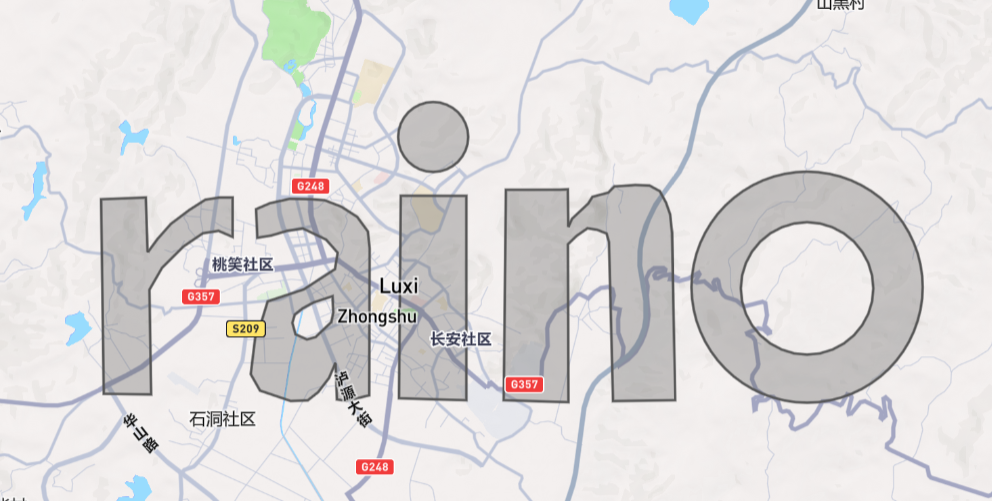 山黑村
G248
raino
桃笑社区
Luxi
G357
Zhongshu
S209
长安社区
泸源大街
G357
石洞社区
华山路
G248